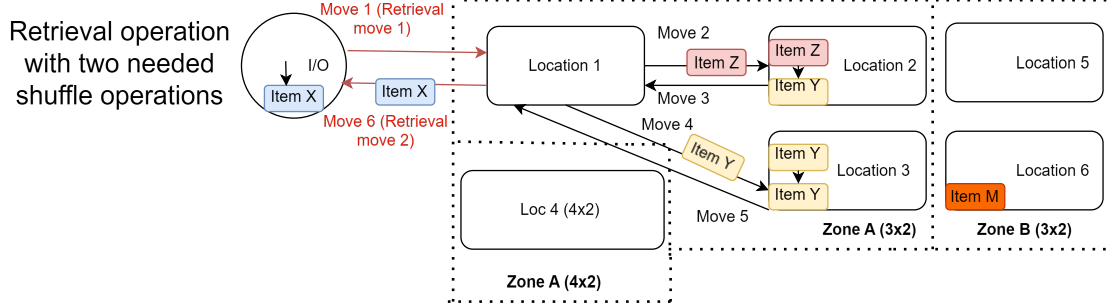 Retrieval operation
with two needed
shuffle operations
Move 1 (Retrieval
move 1)
I/O
Item X
Item X
Move 6 (Retrieval
move 2)
Location 1
Move 2
Item Z
Move 3
Item Z
Item Y
Location 2
Move 4
Item Y
Move 5
Item Y
Item Y
Location 3
Zone A (3x2)
Loc 4 (4x2)
Zone A (4x2)
Location 5
Location 6
Item M
Zone B (3x2)